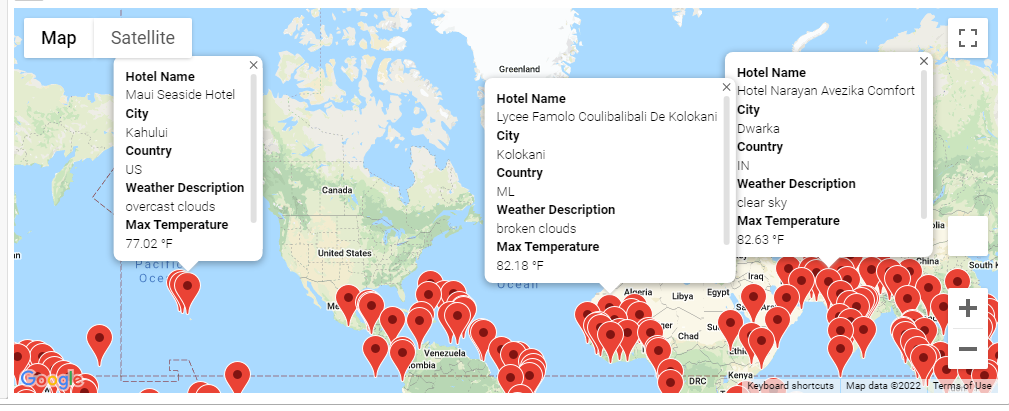 Map
Satellite
Hotel Name
Maui Seaside Hotel
City
Kahului
Country
US
Weather Description
overcast clouds
Max Temperature
77.02 °F
Hotel Name
Lycee Famolo Coulibalibali De Kolokani
City
Kolokani
Country
ML
Weather Description
broken clouds
Max Temperature
82.18 °F
Hotel Name
Hotel Narayan Avezika Comfort
City
Dwarka
Country
IN
Weather Description
clear sky
Max Temperature
82.63 °F
Greenland
Canada
United States
Ocean
Venezuela
Algeria
Libya
Egypt
Iraq
China
South K
Chad
Kenya
DRC
Google
Keyboard shortcuts
Map data ©2022
Terms of Use